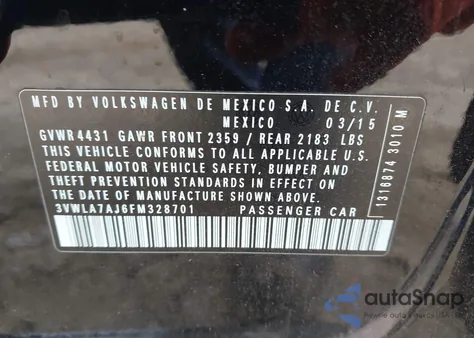 MFD BY VOLKSWAGEN DE MEXICO S.A. DE C.V.
MEXICO 03/15
GVWR 4431 GAWR FRONT 2359 / REAR 2183 LBS
THIS VEHICLE CONFORMS TO ALL APPLICABLE
FEDERAL MOTOR VEHICLE SAFETY, BUMPER AND
THEFT PREVENTION STANDARDS IN EFFECT ON
THE DATE OF MANUFACTURE SHOWN ABOVE.
3VWLA7AJ6FM328701 PASSENGER CAR
1316874 3010 M
autoSnap